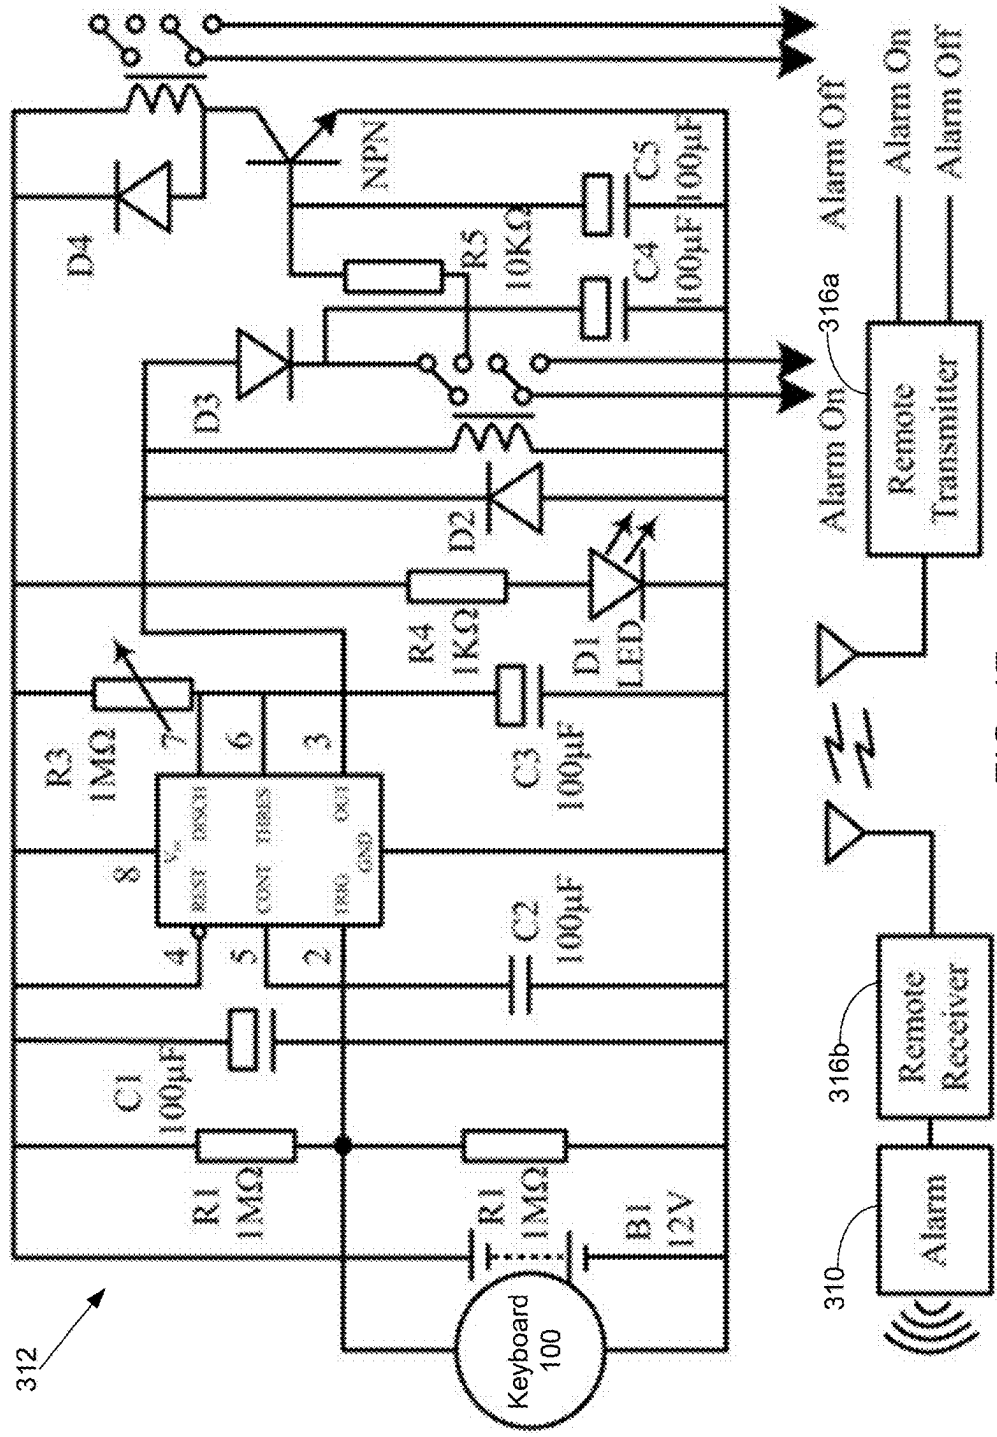 312
R3
1MΩ
D4
C1
100μF
8
4
REST
Vcc
DISCH
7
R1
1MΩ
5
CONT
THRES
6
D3
2
TRIG
OUT
3
GND
NPN
R4
1KΩ
D2
R5
10KΩ
R1
1MΩ
C2
100μF
C3
100μF
Keyboard
100
D1
LED
B1
12V
C4
100μF
C5
100μF
Alarm On
Alarm Off
310
316b
316a
Alarm
Remote
Receiver
Remote
Transmitter
Alarm On
Alarm Off